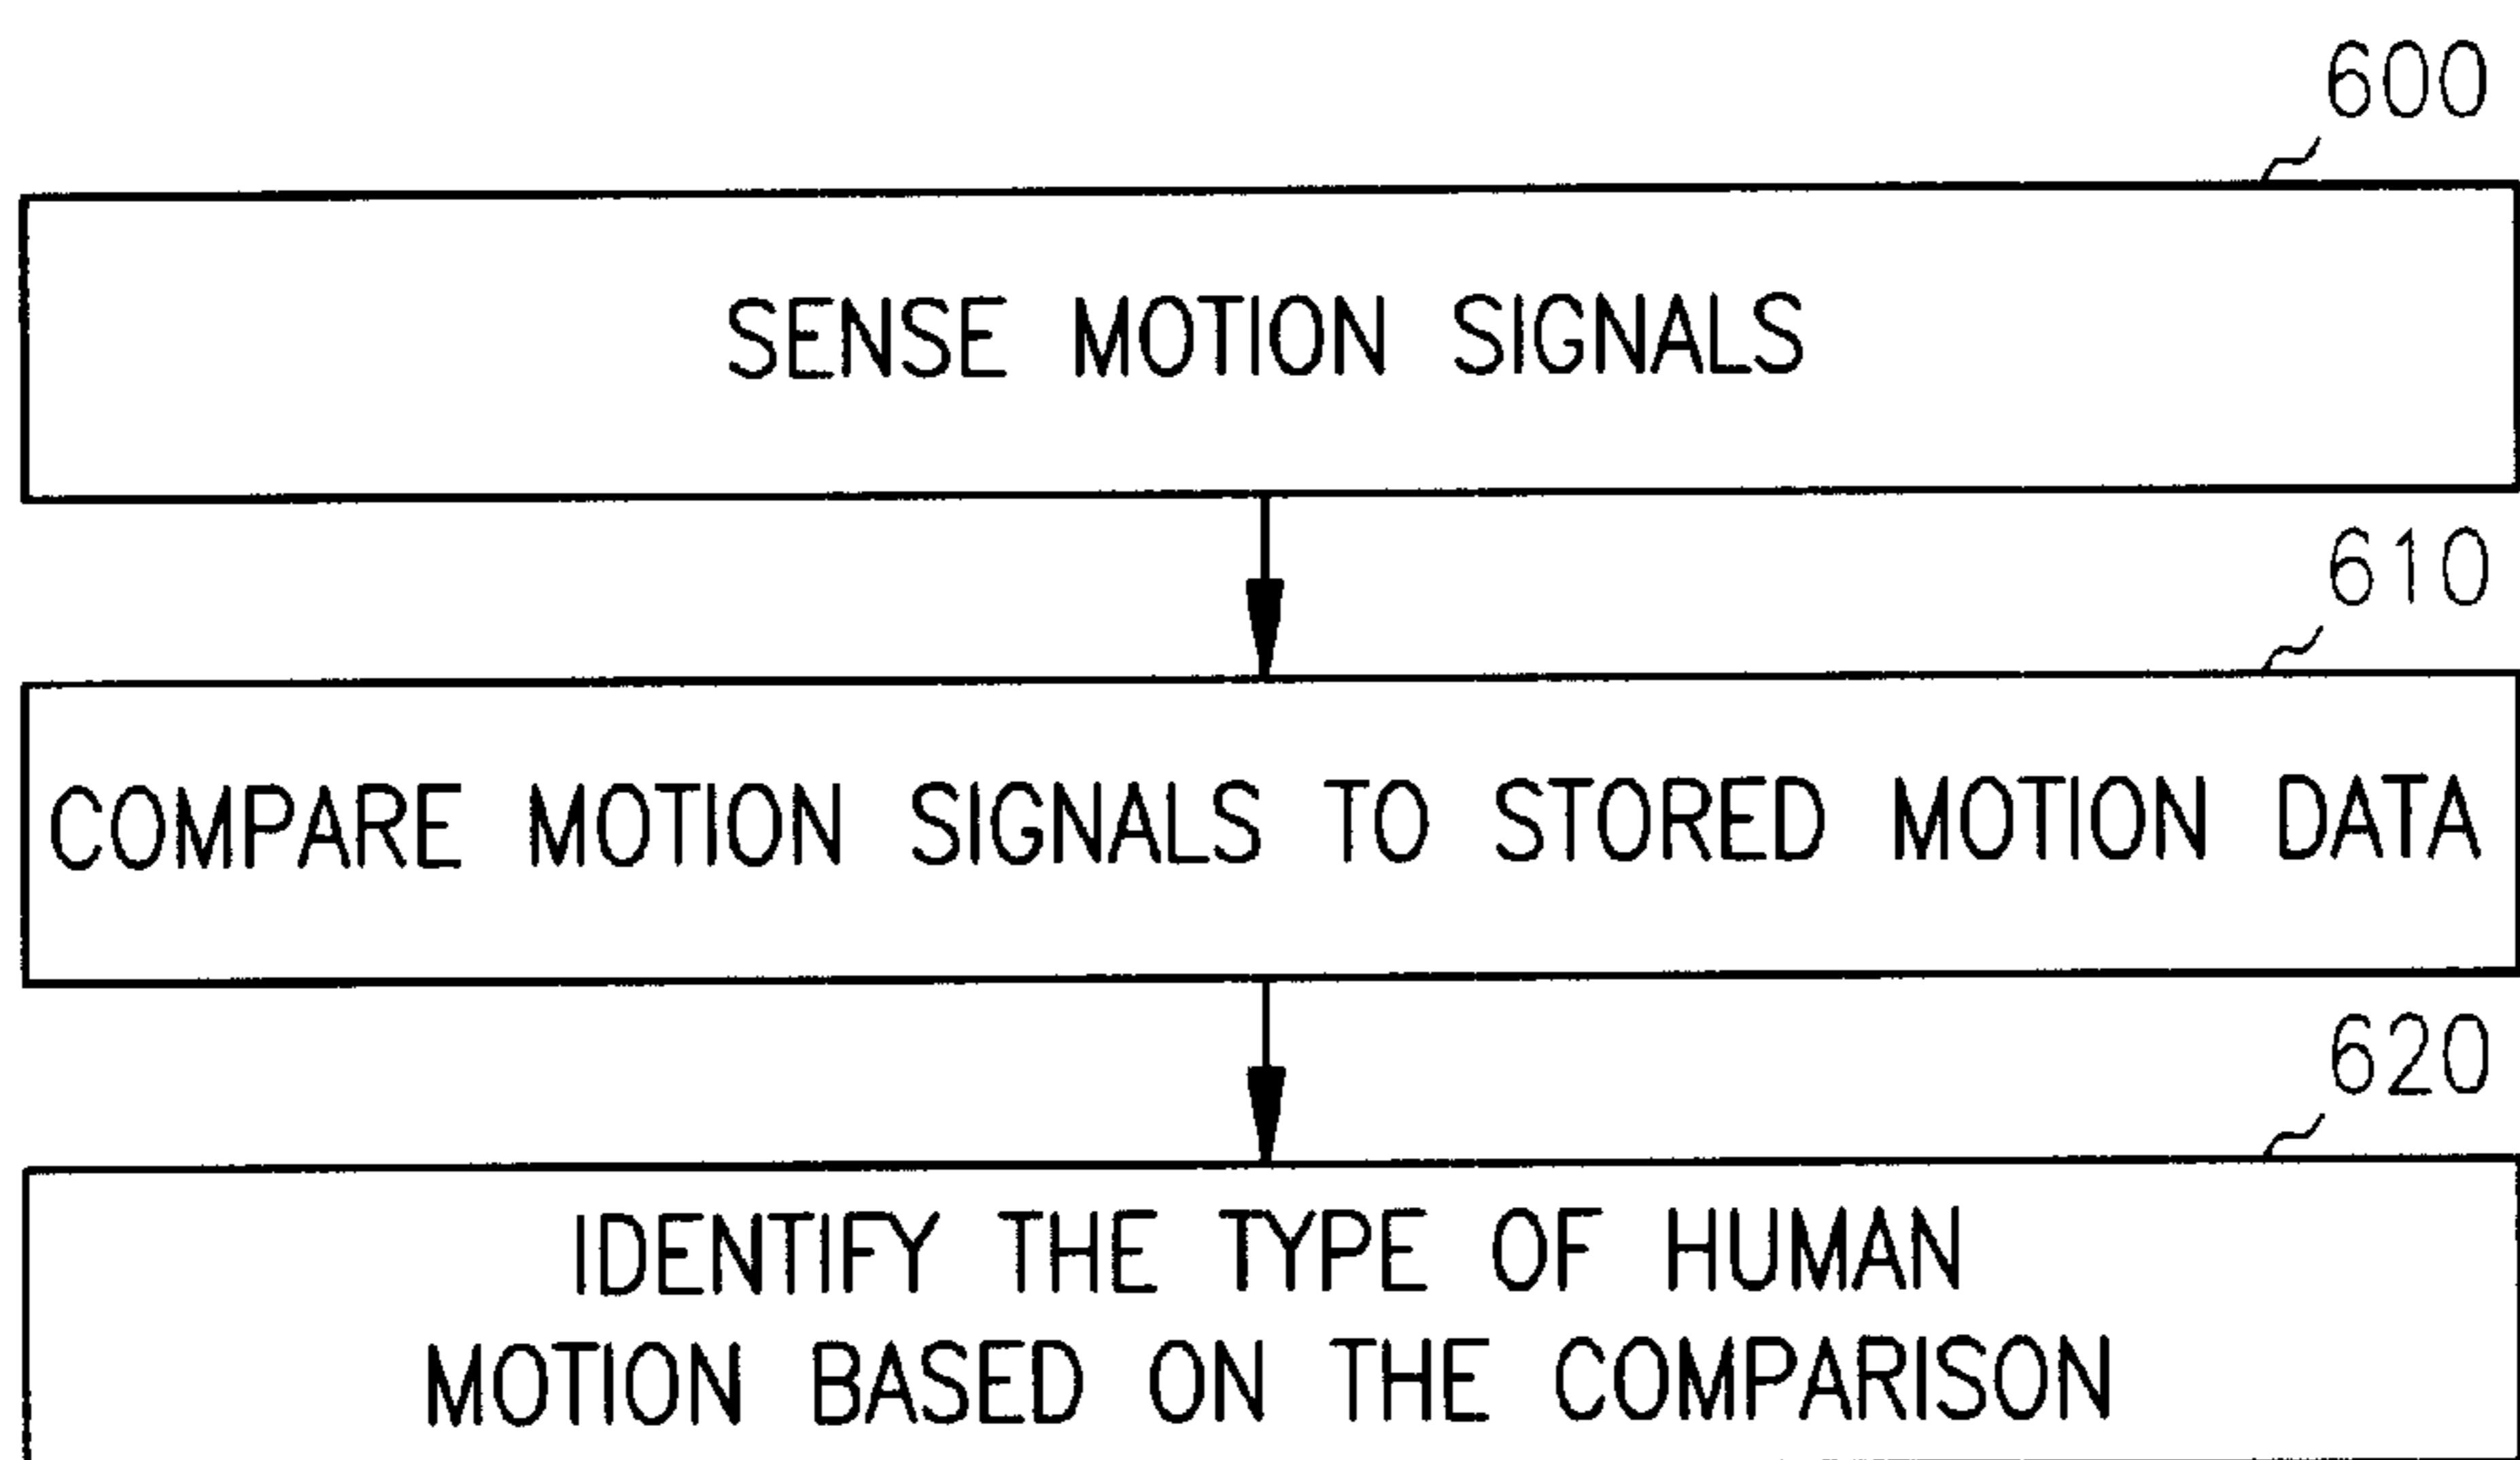 600
SENSE MOTION SIGNALS
610
COMPARE MOTION SIGNALS TO STORED MOTION DATA
620
IDENTIFY THE TYPE OF HUMAN
MOTION BASED ON THE COMPARISON